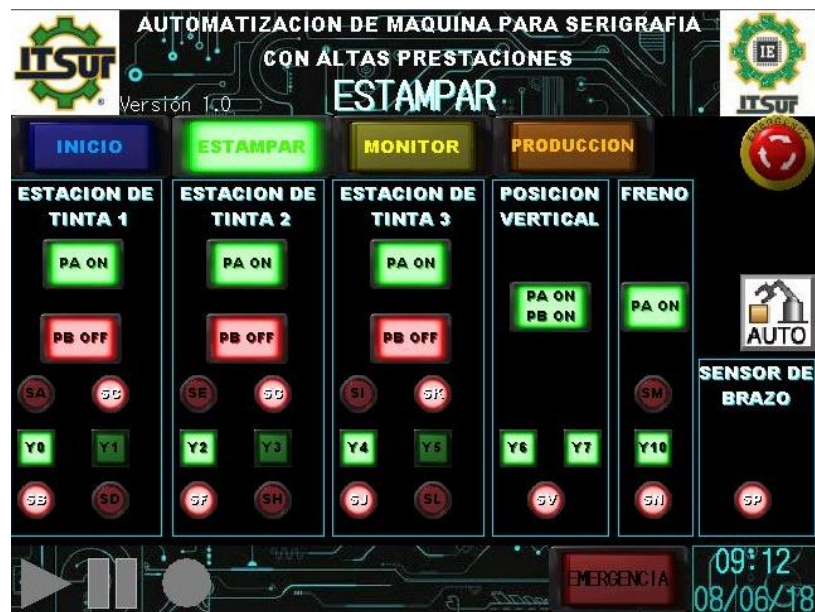 AUTOMATIZACION DE MAQUINA PARA SERIGRAFIA
CON ALTAS PRESTACIONES
ESTAMPAR
Versión 1.0
ITSUr
IE
ITSUr
INICIO
ESTAMPAR
MONITOR
PRODUCCION
EMERGENCY
ESTACION DE
TINTA 1
PA ON
PB OFF
SA
SC
Y0
Y1
SB
SD
ESTACION DE
TINTA 2
PA ON
PB OFF
SE
SG
Y2
Y3
SF
SH
ESTACION DE
TINTA 3
PA ON
PB OFF
SI
SK
Y4
Y5
SJ
SL
POSICION
VERTICAL
PA ON
PB ON
Y6
Y7
SV
FRENO
PA ON
SM
Y10
SN
AUTO
SENSOR DE
BRAZO
SP
EMERGENCIA
09:12
08/06/18